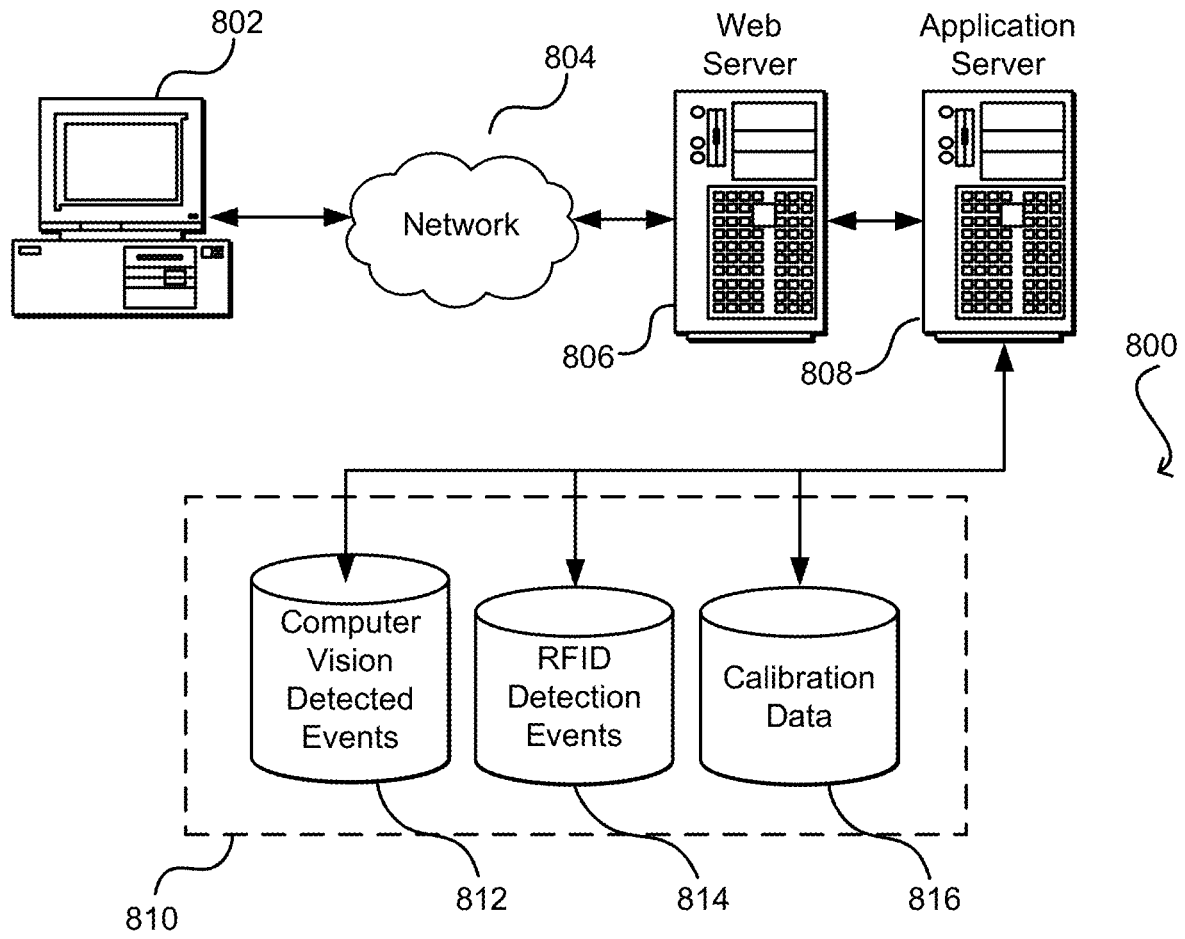 802
804
Web
Server
Application
Server
Network
806
808
800
Computer
Vision
Detected
Events
RFID
Detection
Events
Calibration
Data
810
812
814
816